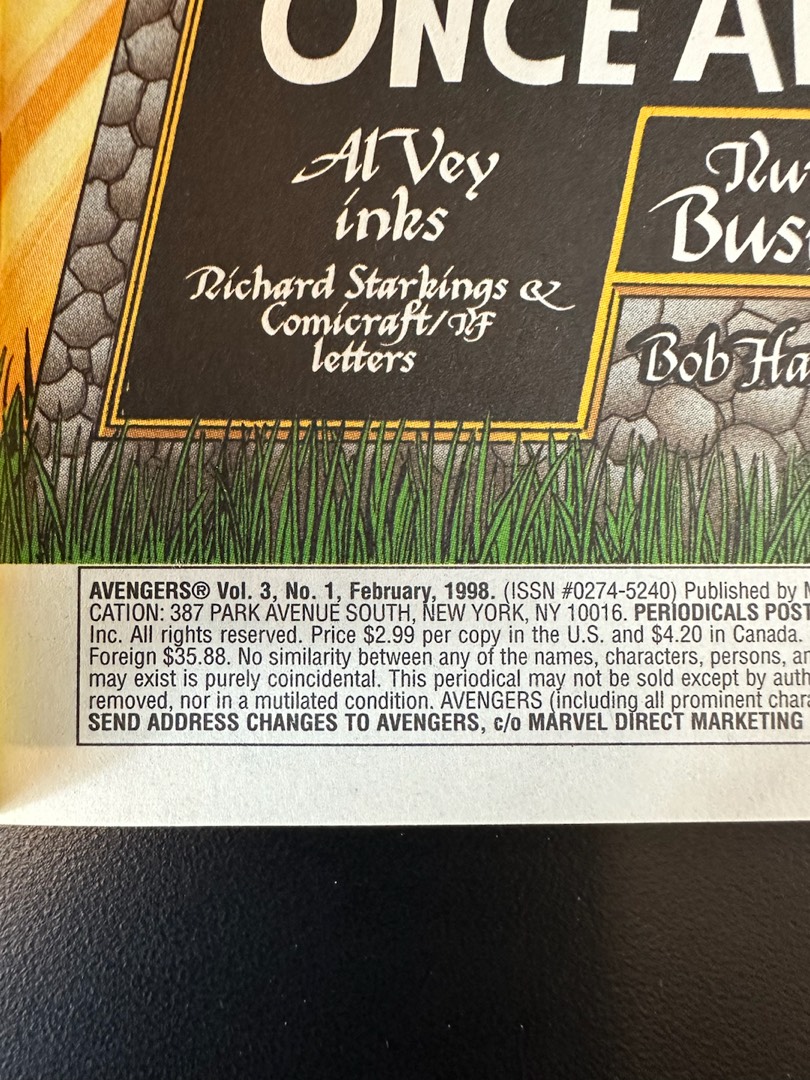 ONCE A
Al Vey
inks
Richard Starkings &
Comicraft/
letters
Bob Ha
AVENGERS® Vol. 3, No. 1, February, 1998. (ISSN #0274-5240) Published by
CATION: 387 PARK AVENUE SOUTH, NEW YORK, NY 10016. PERIODICALS POST
Inc. All rights reserved. Price $2.99 per copy in the U.S. and $4.20 in Canada.
Foreign $35.88. No similarity between any of the names, characters, persons, an
may exist is purely coincidental. This periodical may not be sold except by auth
removed, nor in a mutilated condition. AVENGERS (including all prominent chara
SEND ADDRESS CHANGES TO AVENGERS, c/o MARVEL DIRECT MARKETING